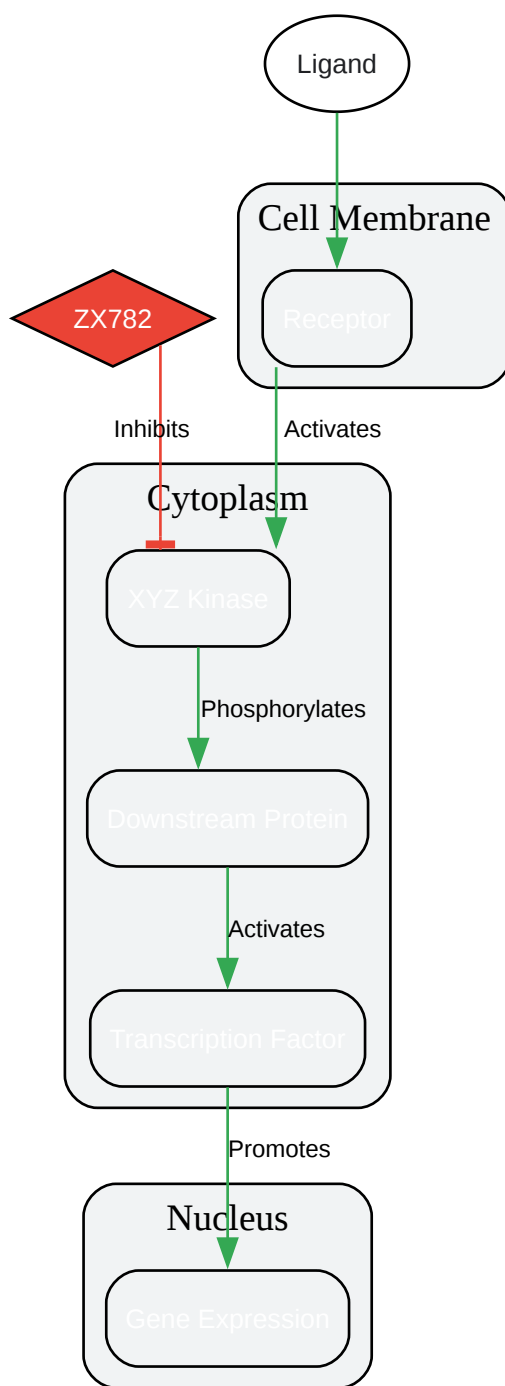 Ligand
Cell Membrane
ZX782
Receptor
Inhibits
Activates
Cytoplasm
XYZ Kinase
Phosphorylates
Downstream Protein
Activates
Transcription Factor
Promotes
Nucleus
Gene Expression